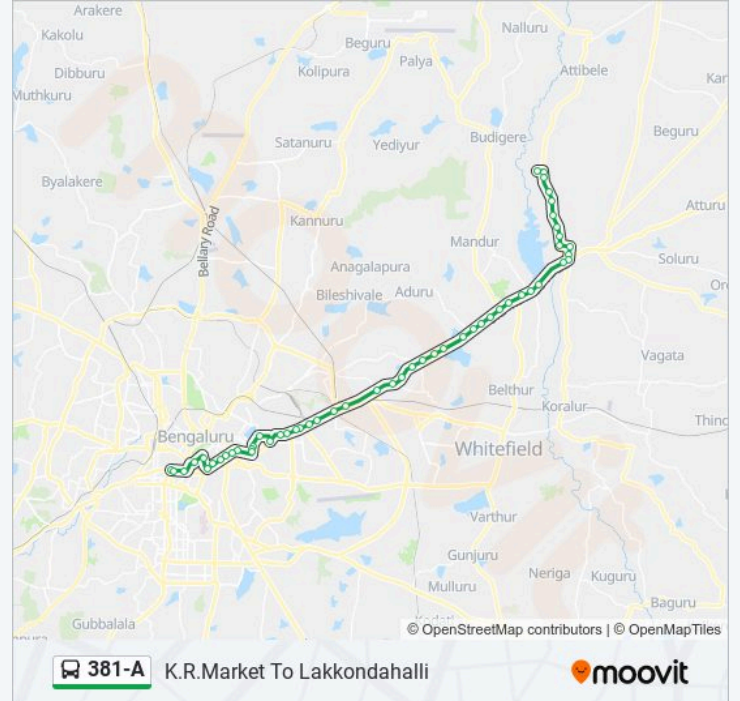 Arakere
Kakolu
Nalluru
Beguru
Palya
Kolipura
Dibburu
Attibele
Muthkuru
Kar
Beguru
Satanuru
Yediyur
Budigere
Byalakere
Atturu
Kannuru
Bellary Road
Mandur
Soluru
Anagalapura
Bileshivale
Aduru
Vagata
Belthur
Koralur
Bengaluru
Whitefield
Varthur
Gunjuru
Neriga
Kuguru
Mulluru
Baguru
Gubbalala
© OpenStreetMap contributors | © OpenMapTiles
381-A K.R.Market To Lakkondahalli
moovit